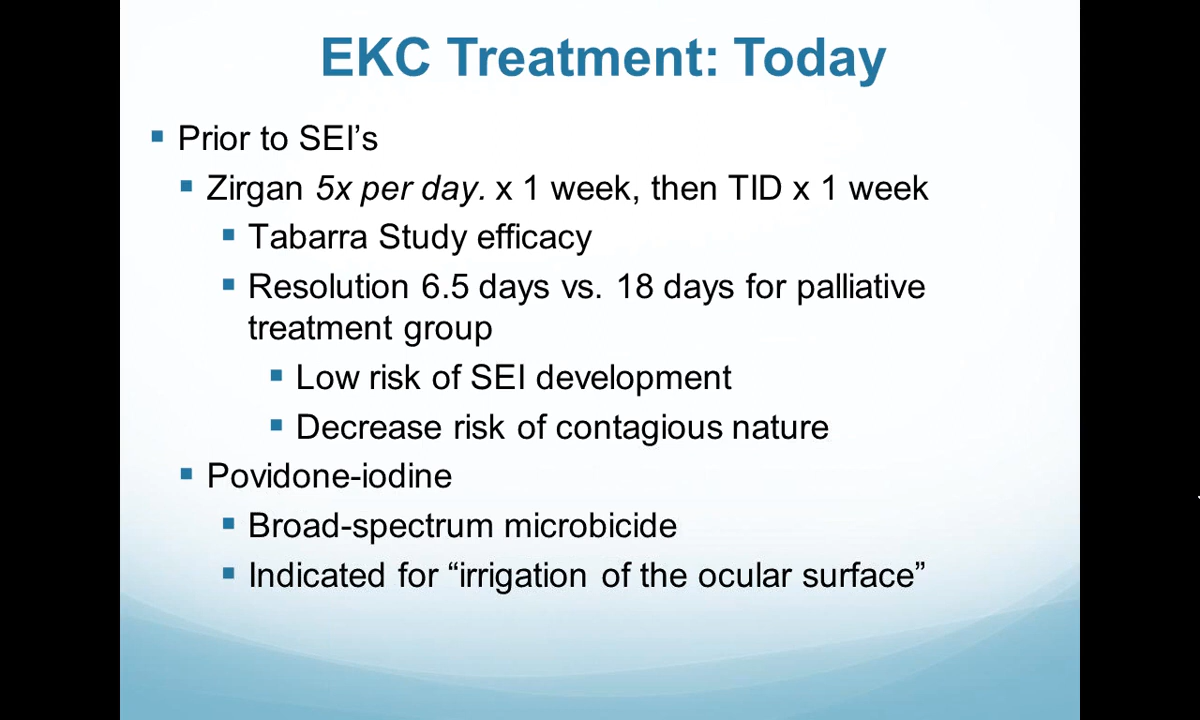 EKC Treatment: Today
Prior to SEI’s
Zirgan 5x per day. x 1 week, then TID x 1 week
Tabarra Study efficacy
Resolution 6.5 days vs. 18 days for palliative
treatment group
Low risk of SEI development
Decrease risk of contagious nature
Povidone-iodine
Broad-spectrum microbicide
Indicated for “irrigation of the ocular surface”